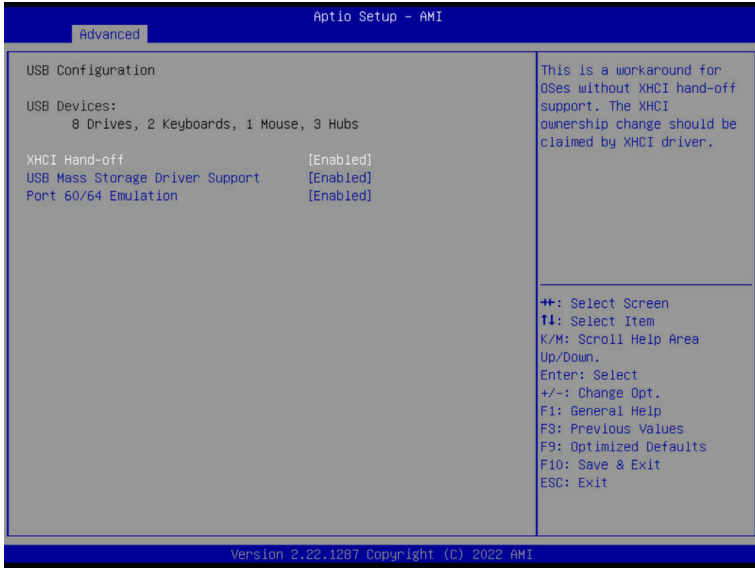 Aptio Setup – AMI
Advanced
USB Configuration
USB Devices:
8 Drives, 2 Keyboards, 1 Mouse, 3 Hubs
XHCI Hand-off [Enabled]
USB Mass Storage Driver Support [Enabled]
Port 60/64 Emulation [Enabled]
This is a workaround for
OSes without XHCI hand-off
support. The XHCI
ownership change should be
claimed by XHCI driver.
→←: Select Screen
↑↓: Select Item
K/M: Scroll Help Area
Up/Down.
Enter: Select
+/-: Change Opt.
F1: General Help
F3: Previous Values
F9: Optimized Defaults
F10: Save & Exit
ESC: Exit
Version 2.22.1287 Copyright (C) 2022 AMI